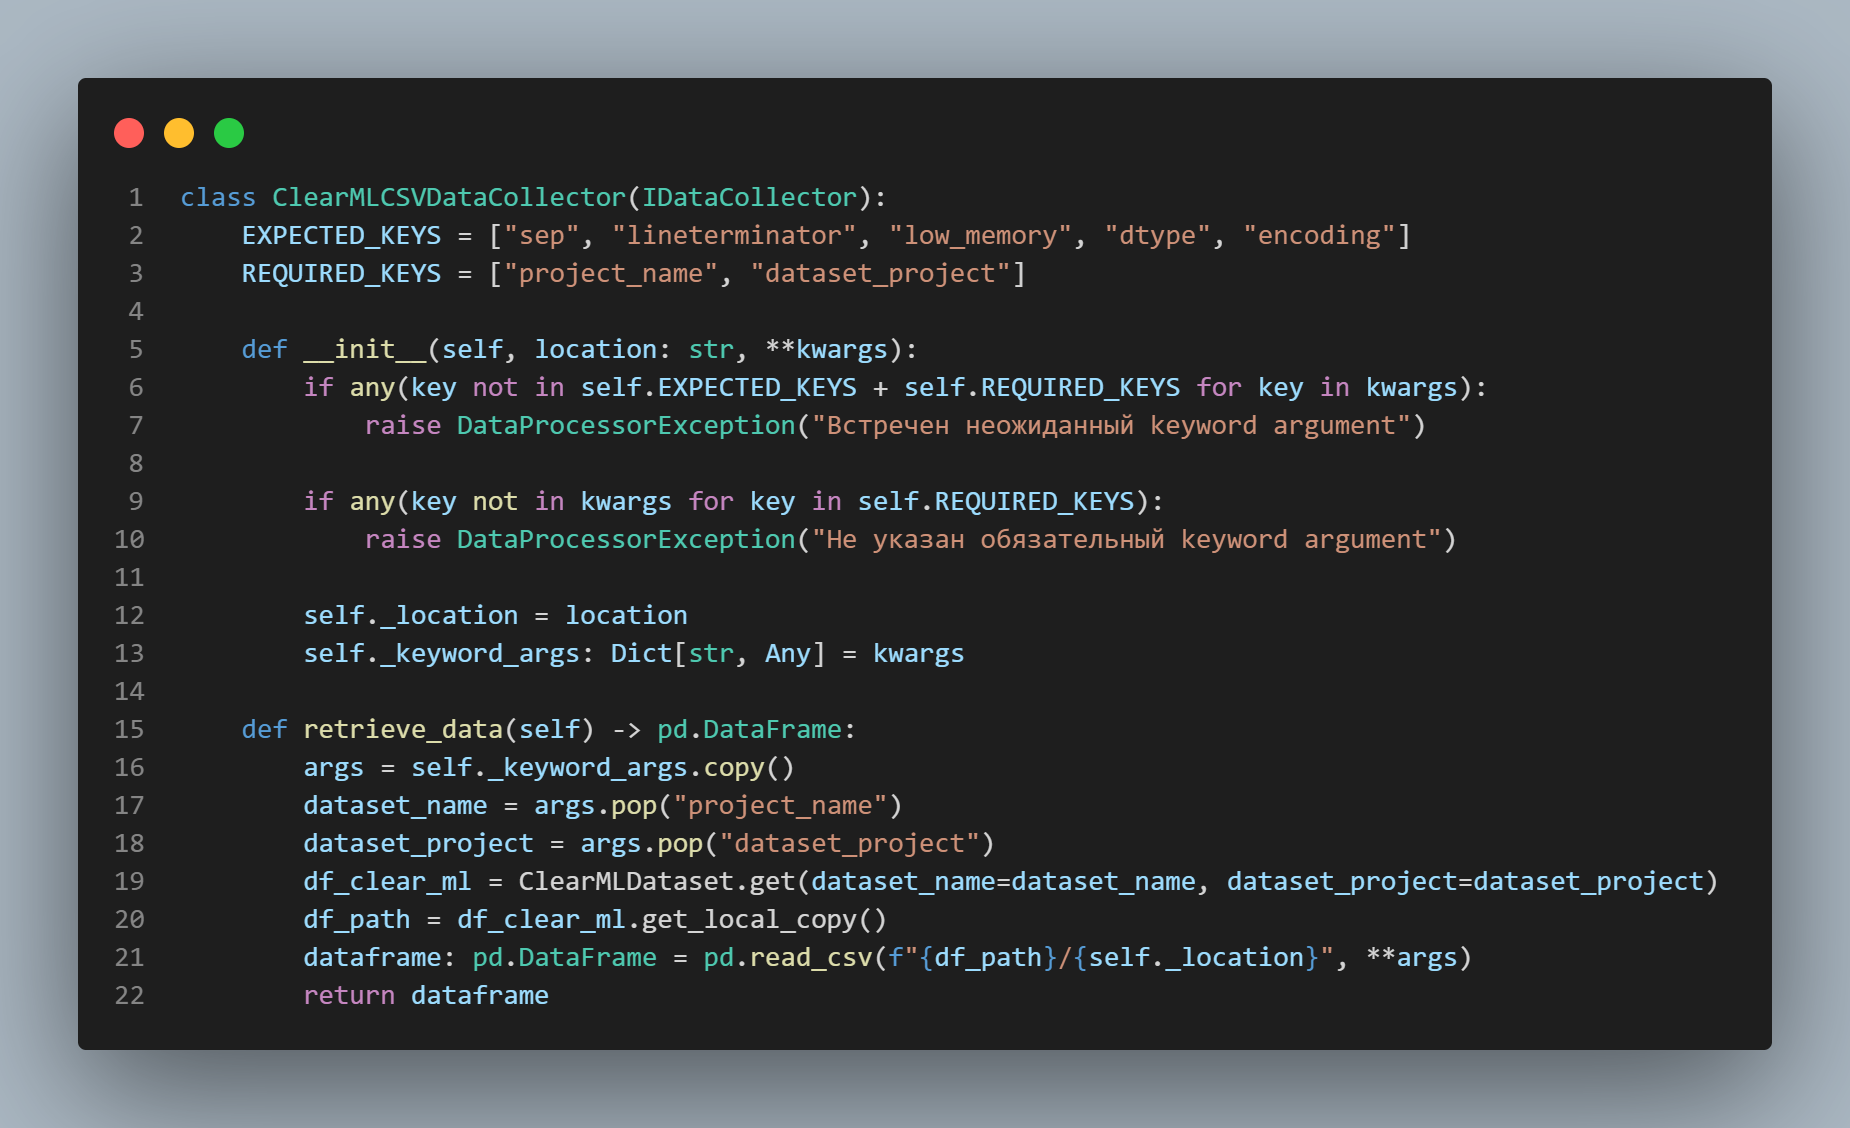 1 class ClearMLCSVDataCollector(IDataCollector):
2     EXPECTED_KEYS = ["sep", "lineterminator", "low_memory", "dtype", "encoding"]
3     REQUIRED_KEYS = ["project_name", "dataset_project"]
4
5     def __init__(self, location: str, **kwargs):
6         if any(key not in self.EXPECTED_KEYS + self.REQUIRED_KEYS for key in kwargs):
7             raise DataProcessorException("Встречен неожиданный keyword argument")
8
9         if any(key not in kwargs for key in self.REQUIRED_KEYS):
10             raise DataProcessorException("Не указан обязательный keyword argument")
11
12         self._location = location
13         self._keyword_args: Dict[str, Any] = kwargs
14
15     def retrieve_data(self) -> pd.DataFrame:
16         args = self._keyword_args.copy()
17         dataset_name = args.pop("project_name")
18         dataset_project = args.pop("dataset_project")
19         df_clear_ml = ClearMLDataset.get(dataset_name=dataset_name, dataset_project=dataset_project)
20         df_path = df_clear_ml.get_local_copy()
21         dataframe: pd.DataFrame = pd.read_csv(f"{df_path}/{self._location}", **args)
22         return dataframe